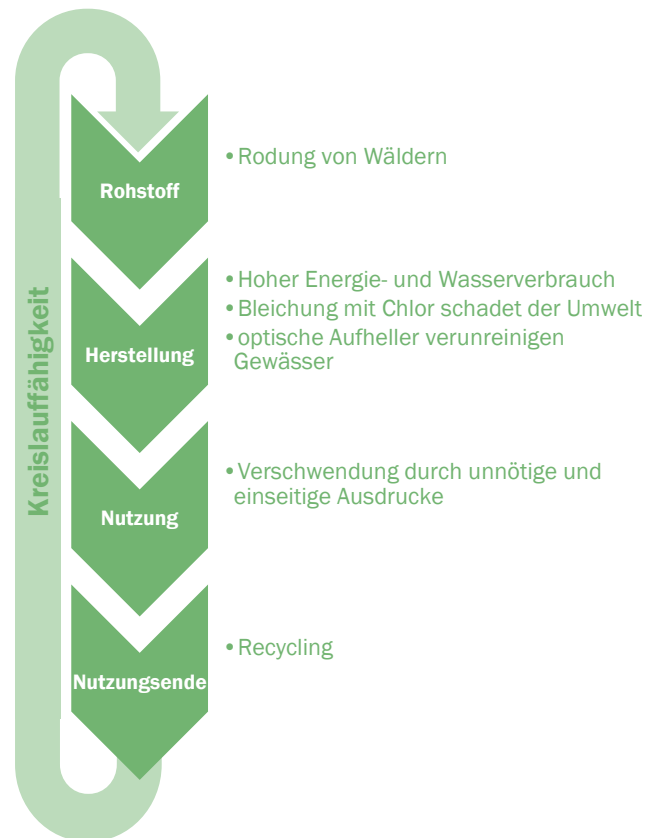 Kreislauffähigkeit
Rohstoff
• Rodung von Wäldern
Herstellung
• Hoher Energie- und Wasserverbrauch
• Bleichung mit Chlor schadet der Umwelt
• optische Aufheller verunreinigen
Gewässer
Nutzung
• Verschwendung durch unnötige und
einseitige Ausdrucke
Nutzungsende
• Recycling